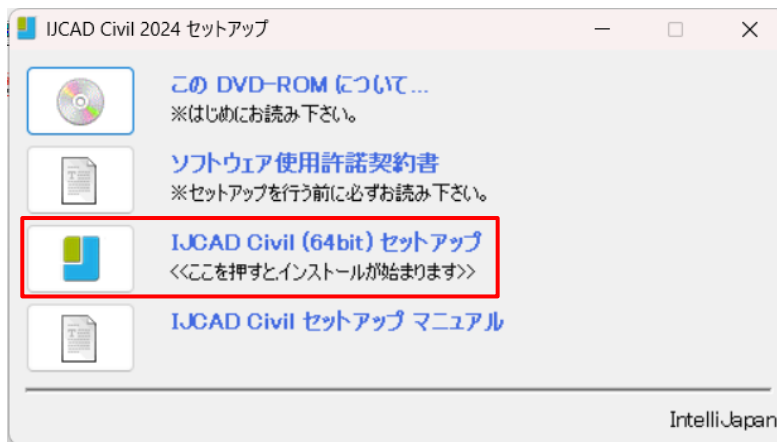 IJCAD Civil 2024 セットアップ
この DVD-ROM について...
※はじめにお読み下さい。
ソフトウェア使用許諾契約書
※セットアップを行う前に必ずお読み下さい。
IJCAD Civil (64bit) セットアップ
<<ここを押すとインストールが始まります>>
IJCAD Civil セットアップ マニュアル
IntelliJapan